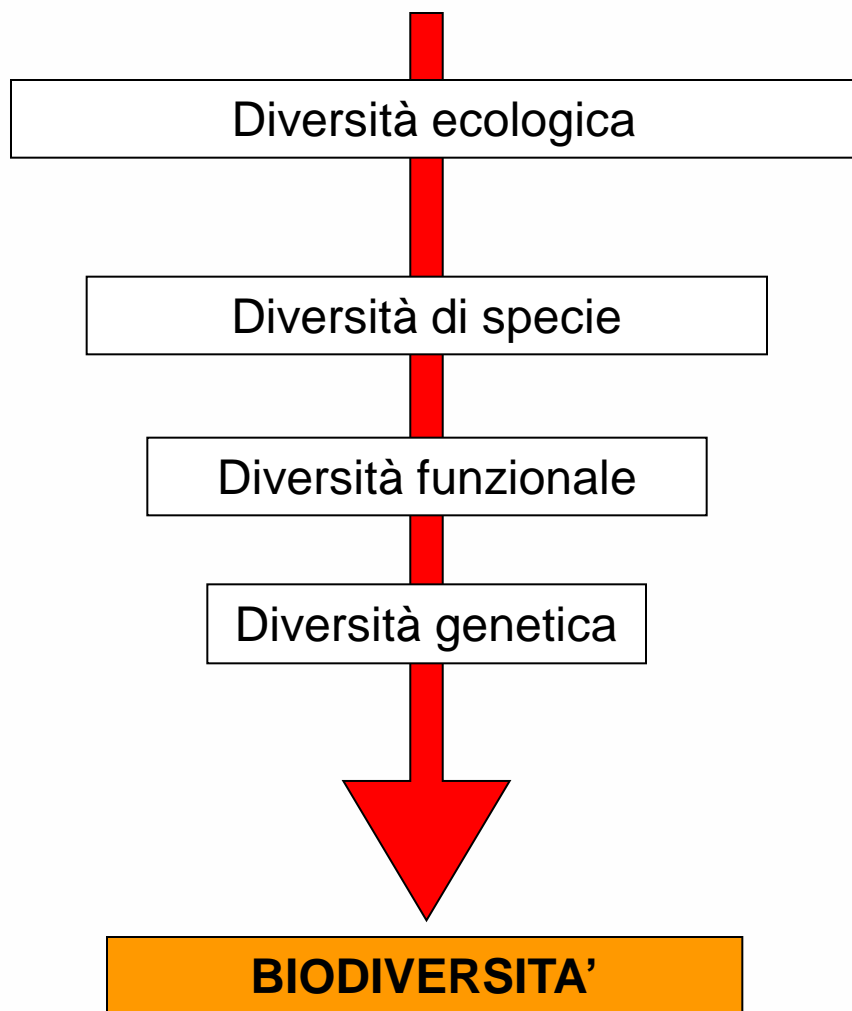 Diversità ecologica
Diversità di specie
Diversità funzionale
Diversità genetica
BIODIVERSITA’